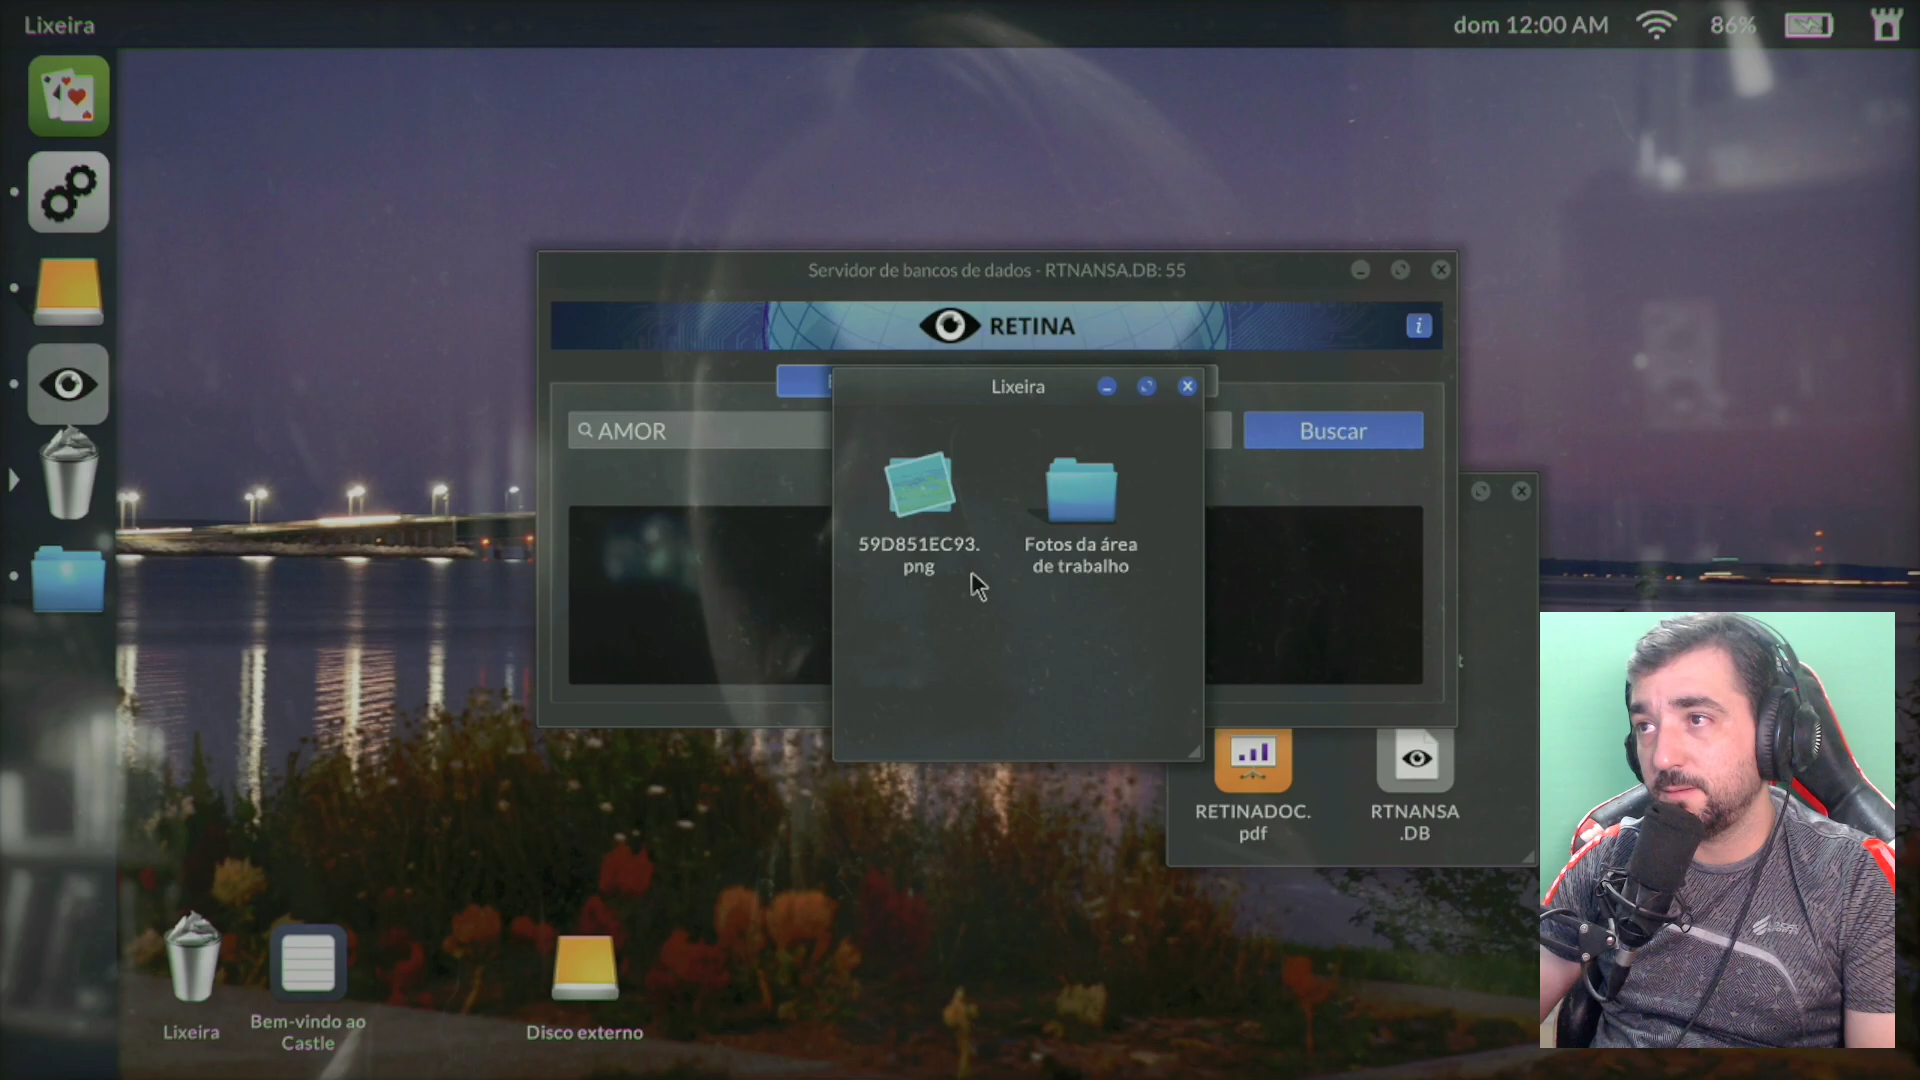 Lixeira
dom 12:00 AM
86%
Servidor de bancos de dados - RTNANSA.DB: 55
RETINA
i
Lixeira
AMOR
Buscar
59D851EC93.
png
Fotos da área
de trabalho
RETINADOC.
pdf
RTNANSA
.DB
Lixeira
Bem-vindo ao
Castle
Disco externo